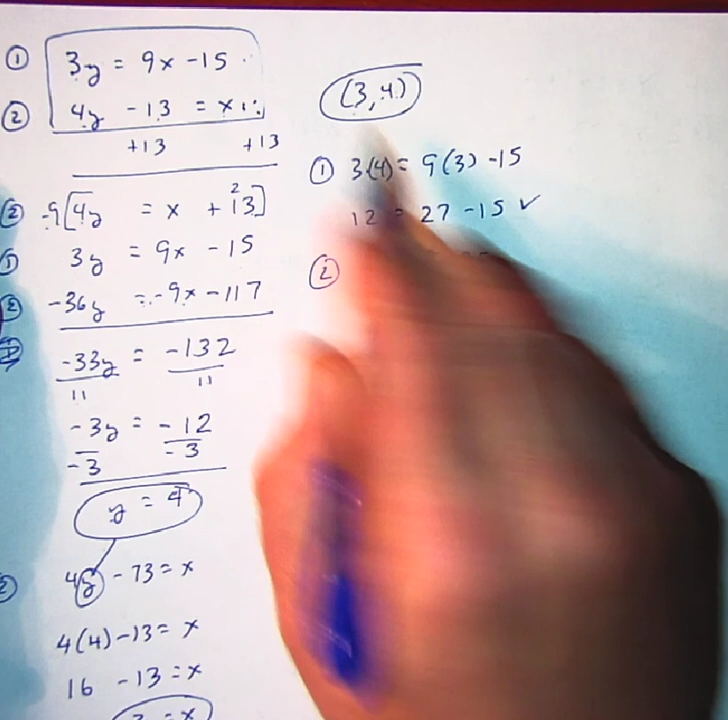 ① 3y = 9x - 15
② 4y - 13 = x
+13 +13
② -9[4y = x + 13]
① 3y = 9x - 15
② -36y = -9x - 117
-33y = -132
11 11
-3y = -12
-3 -3
y = 4
② 4y - 73 = x
4(4) - 13 = x
16 - 13 = x
= x
(3,4)
① 3(4) = 9(3) - 15
12 = 27 - 15 ✓
②